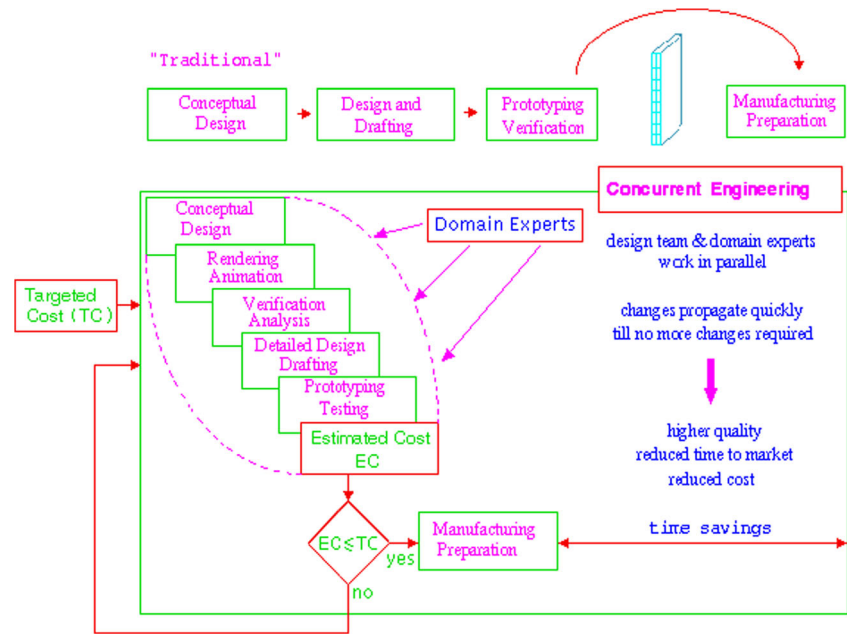 "Traditional"
Conceptual
Design
Design and
Drafting
Prototyping
Verification
Manufacturing
Preparation
Concurrent Engineering
Conceptual
Design
Rendering
Animation
Verification
Analysis
Detailed Design
Drafting
Prototyping
Testing
Estimated Cost
EC
Domain Experts
Targeted
Cost (TC)
design team & domain experts
work in parallel
changes propagate quickly
till no more changes required
higher quality
reduced time to market
reduced cost
EC≤TC
yes
no
Manufacturing
Preparation
time savings